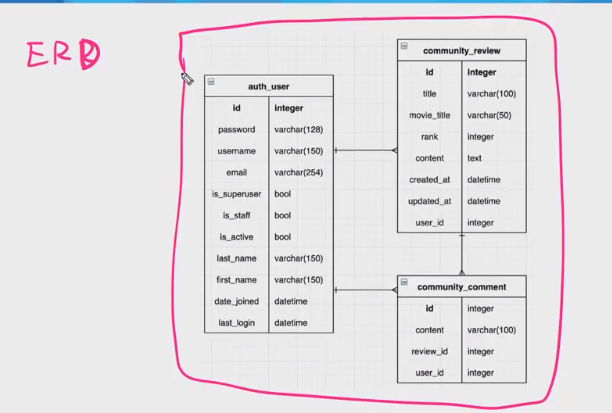 ERD
auth_user
id integer
password varchar(128)
username varchar(150)
email varchar(254)
is_superuser bool
is_staff bool
is_active bool
last_name varchar(150)
first_name varchar(150)
date_joined datetime
last_login datetime
community_review
id integer
title varchar(100)
movie_title varchar(50)
rank integer
content text
created_at datetime
updated_at datetime
user_id integer
community_comment
id integer
content varchar(100)
review_id integer
user_id integer